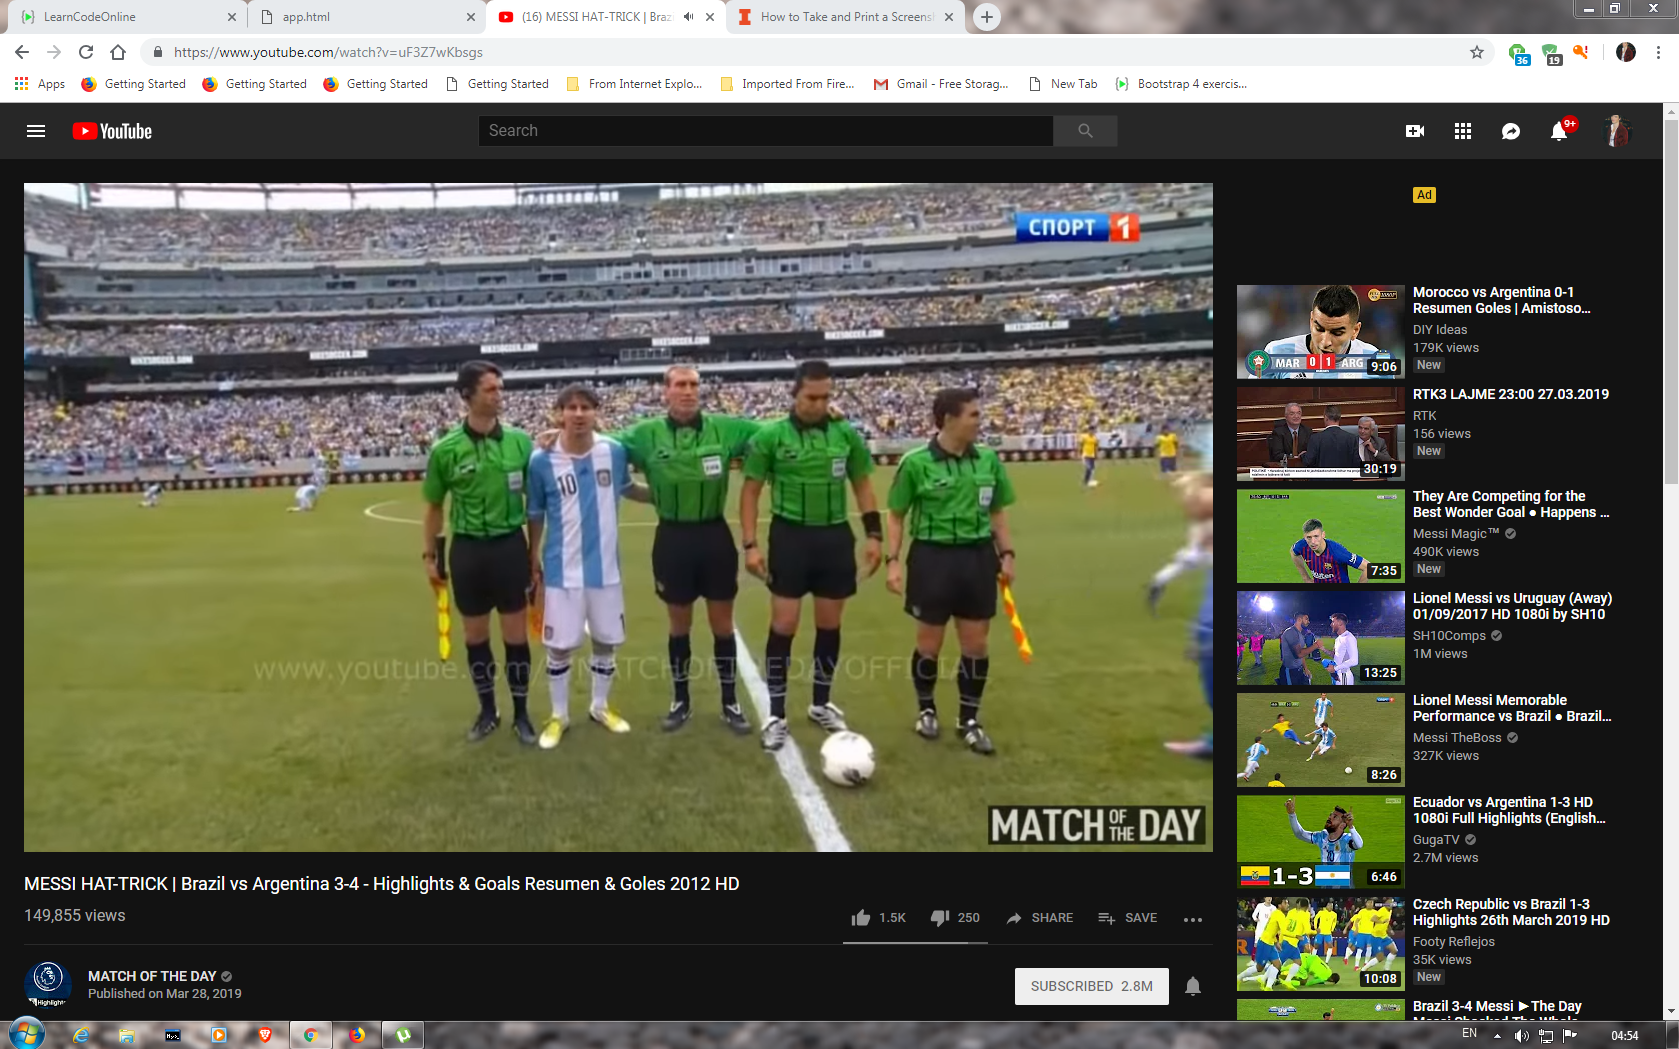 LearnCodeOnline
app.html
(16) MESSI HAT-TRICK | Braz
How to Take and Print a Screensh
https://www.youtube.com/watch?v=uF3Z7wKbsgs
36
19
Apps
Getting Started
Getting Started
Getting Started
Getting Started
From Internet Explo...
Imported From Fire...
Gmail - Free Storag...
New Tab
Bootstrap 4 exercis...
YouTube
Search
9+
СПОРТ 1
10
www.youtube.com/
MATCHOFTHEDAYOFFICIAL
MATCH OF THE DAY
MESSI HAT-TRICK | Brazil vs Argentina 3-4 - Highlights & Goals Resumen & Goles 2012 HD
149,855 views
1.5K
250
SHARE
SAVE
MATCH OF THE DAY
Published on Mar 28, 2019
Highlights
SUBSCRIBED 2.8M
Ad
MAR 0 1 ARG
9:06
Morocco vs Argentina 0-1
Resumen Goles | Amistoso...
DIY Ideas
179K views
New
30:19
RTK3 LAJME 23:00 27.03.2019
RTK
156 views
New
7:35
They Are Competing for the
Best Wonder Goal ● Happens ...
Messi Magic™
490K views
New
13:25
Lionel Messi vs Uruguay (Away)
01/09/2017 HD 1080i by SH10
SH10Comps
1M views
8:26
Lionel Messi Memorable
Performance vs Brazil ● Brazil...
Messi TheBoss
327K views
1-3
6:46
Ecuador vs Argentina 1-3 HD
1080i Full Highlights (English...
GugaTV
2.7M views
10:08
Czech Republic vs Brazil 1-3
Highlights 26th March 2019 HD
Footy Reflejos
35K views
New
Brazil 3-4 Messi ►The Day
Messi Shocked The Whole
EN
04:54